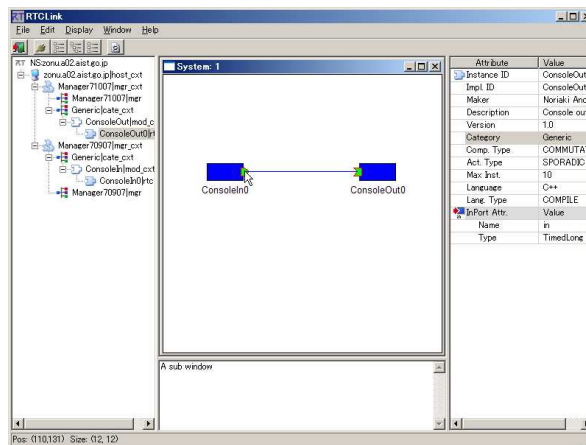 RTCLink
File Edit Display Window Help
NSzonu.a02.aist.go.jp
zonu.a02.aist.go.jp|host_cxt
Manager71007|mgr_cxt
Manager71007|mgr
Generic|cate_cxt
ConsoleOut|mod_c
ConsoleOut0|rt
Manager70907|mgr_cxt
Generic|cate_cxt
ConsoleIn|mod_cxt
ConsoleIn0|rtc
Manager70907|mgr
System: 1
ConsoleIn0
ConsoleOut0
A sub window
Attribute Value
Instance ID ConsoleOut
Impl. ID ConsoleOut
Maker Noriaki And
Description Console out
Version 1.0
Category Generic
Comp. Type COMMUTA
Act. Type SPORADIC
Max Inst. 10
Language C++
Lang. Type COMPILE
InPort Attr. Value
Name in
Type TimedLong
Pos: (110,131) Size: (12, 12)